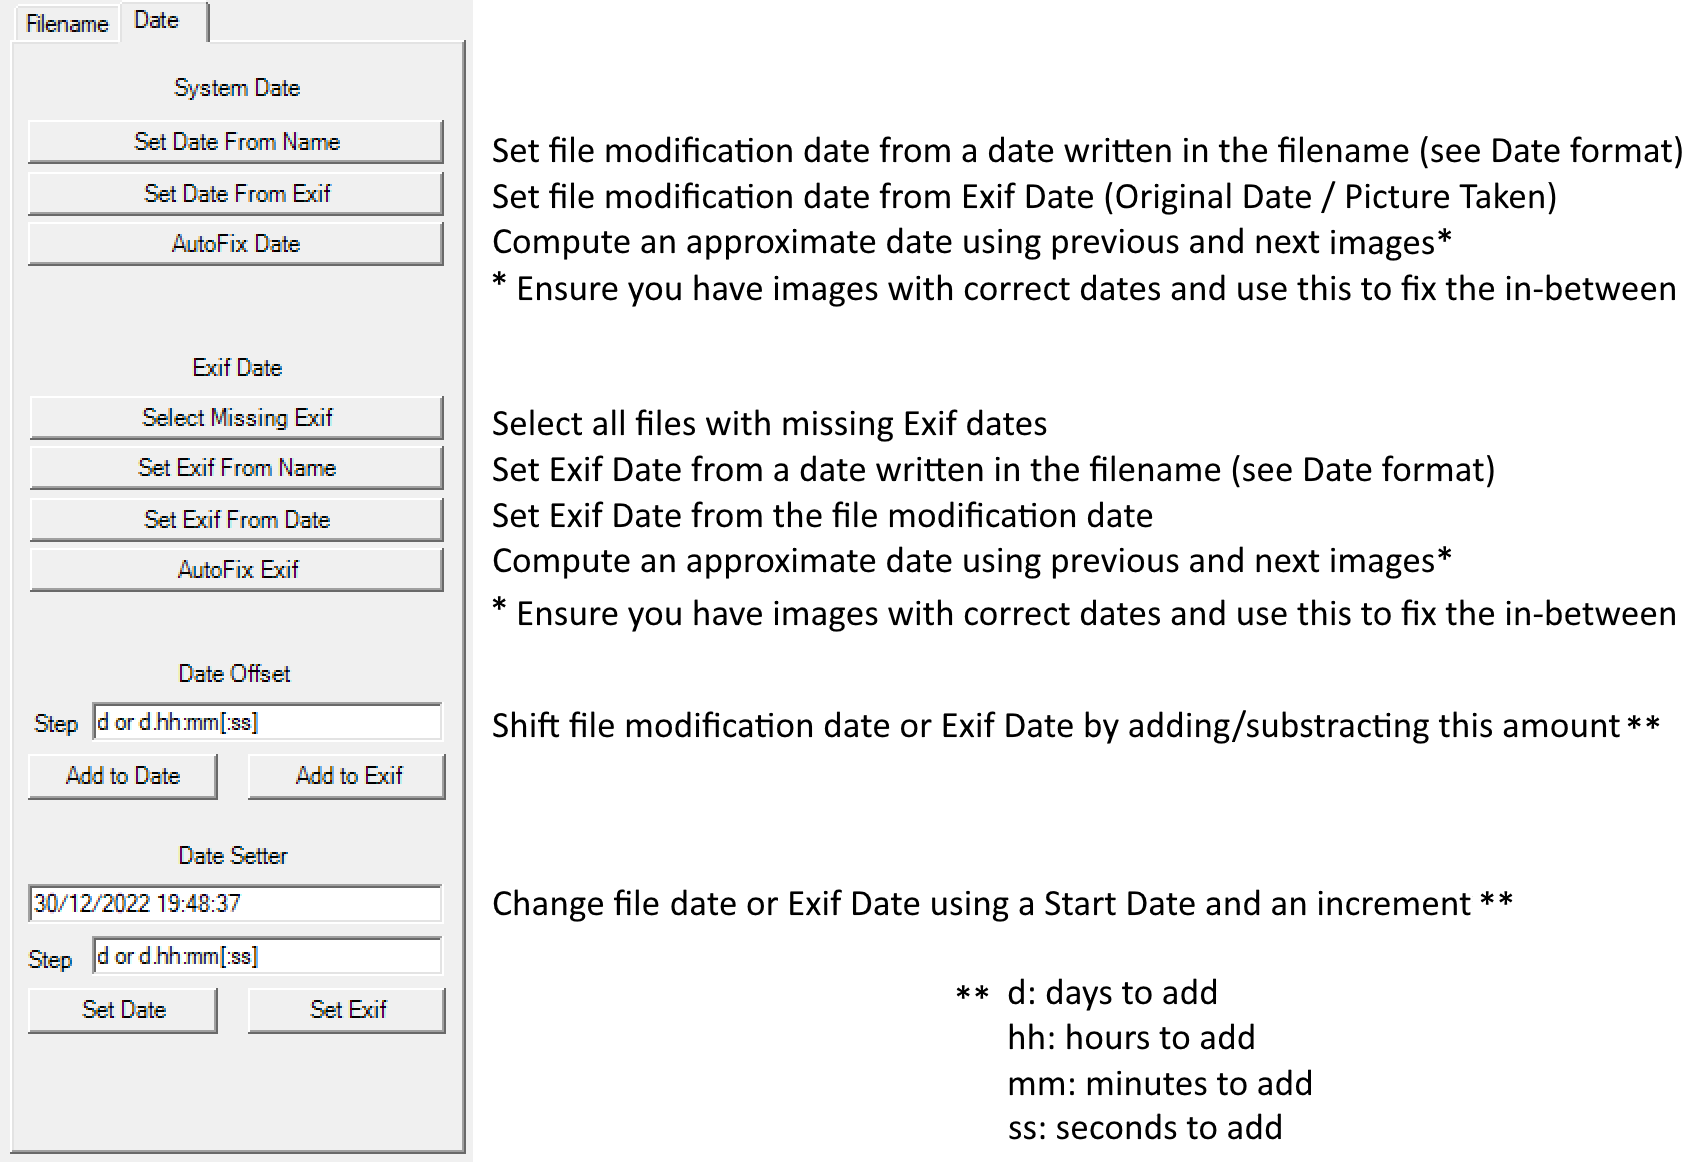 Filename
Date
System Date
Set Date From Name
Set file modification date from a date written in the filename (see Date format)
Set Date From Exif
Set file modification date from Exif Date (Original Date / Picture Taken)
AutoFix Date
Compute an approximate date using previous and next images*
* Ensure you have images with correct dates and use this to fix the in-between
Exif Date
Select Missing Exif
Select all files with missing Exif dates
Set Exif From Name
Set Exif Date from a date written in the filename (see Date format)
Set Exif From Date
Set Exif Date from the file modification date
AutoFix Exif
Compute an approximate date using previous and next images*
* Ensure you have images with correct dates and use this to fix the in-between
Date Offset
Step
d or d.hh:mm[:ss]
Shift file modification date or Exif Date by adding/substracting this amount **
Add to Date
Add to Exif
Date Setter
30/12/2022 19:48:37
Change file date or Exif Date using a Start Date and an increment **
Step
d or d.hh:mm[:ss]
Set Date
Set Exif
** d: days to add
hh: hours to add
mm: minutes to add
ss: seconds to add